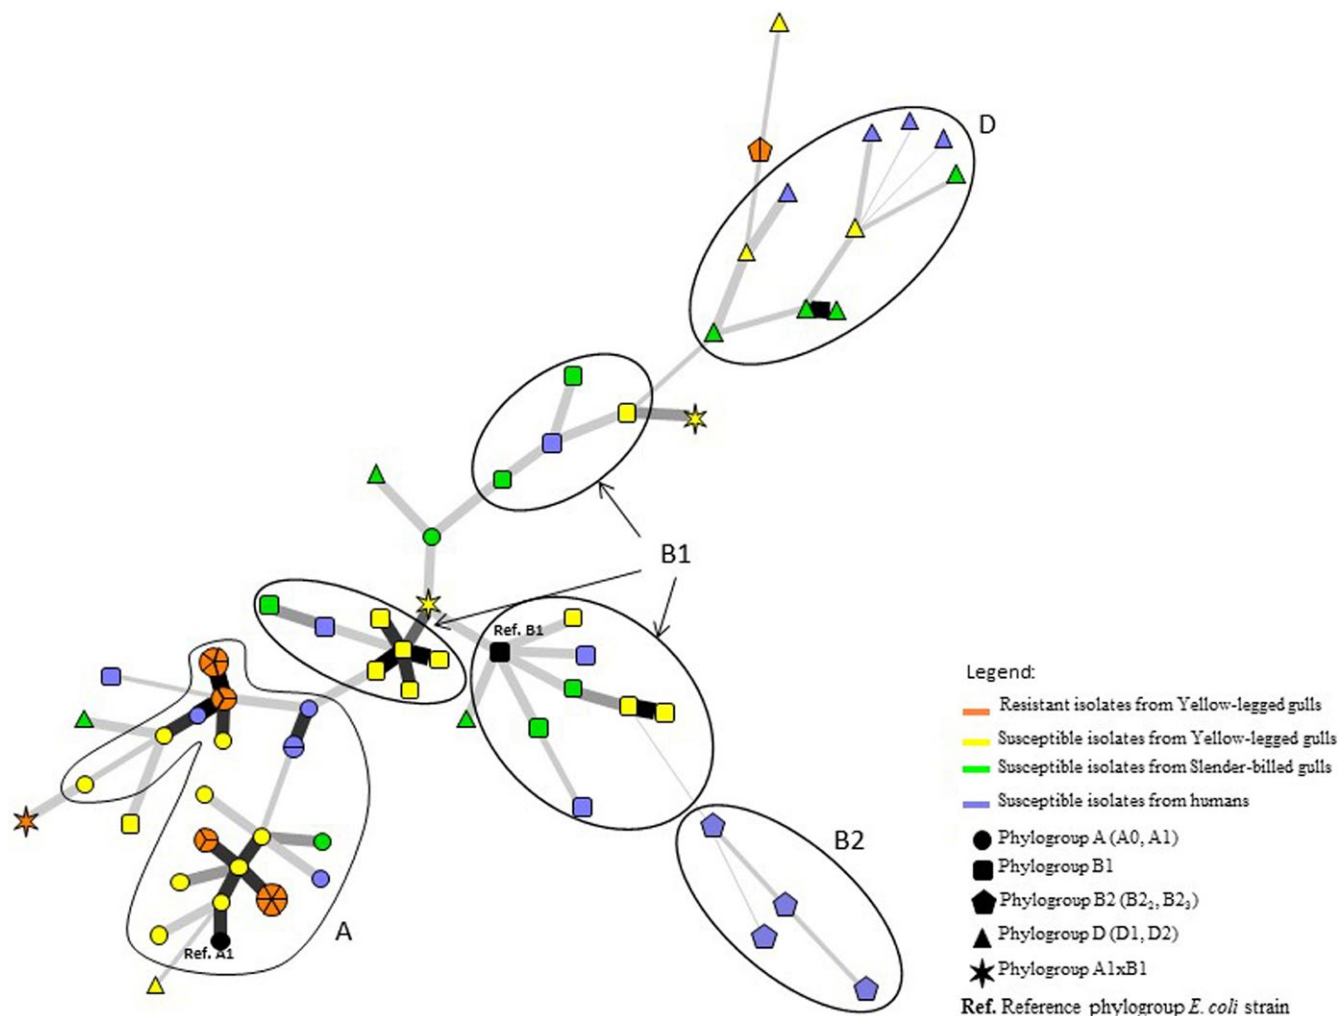 D
B1
Ref. B1
B2
A
Ref. A1
Legend:
Resistant isolates from Yellow-legged gulls
Susceptible isolates from Yellow-legged gulls
Susceptible isolates from Slender-billed gulls
Susceptible isolates from humans
Phylogroup A (A0, A1)
Phylogroup B1
Phylogroup B2 (B2₂, B2₃)
Phylogroup D (D1, D2)
Phylogroup A1xB1
Ref. Reference phylogroup E. coli strain